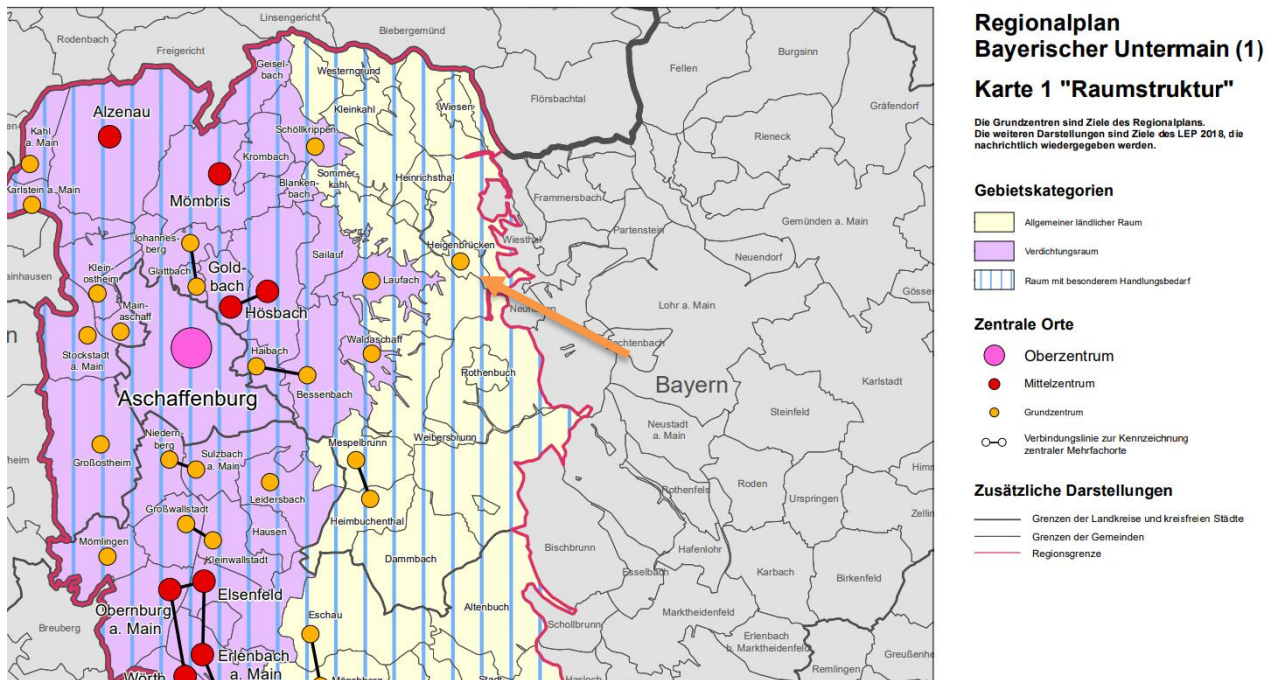 Linsengericht
Rodenbach
Freigericht
Biebergemünd
Burgsinn
Fellen
Flörsbachtal
Gräfendorf
Geisel-
bach
Westerngrund
Kleinkahl
Wiesen
Alzenau
Kahl
a. Main
Schöllkrippen
Krombach
Rieneck
Blanken-
bach
Sommer-
kahl
Heinrichsthal
Karlstein a. Main
Mömbris
Frammersbach
Gemünden a. Main
Partenstein
Johannes-
berg
Glattbach
Gold-
bach
Sailauf
Heigenbrücken
Wiesthal
Neuendorf
Klein-
ostheim
Laufach
Main-
aschaff
Hösbach
Lohr a. Main
Stockstadt
a. Main
Haibach
Waldaschaff
Rothenbuch
Bessenbach
Aschaffenburg
Bayern
Karlstadt
Steinfeld
Neustadt
a. Main
Niedern-
berg
Sulzbach
a. Main
Mespelbrunn
Weibersbrunn
Großostheim
Leidersbach
Rothenfels
Roden
Urspringen
Großwallstadt
Hausen
Heimbuchenthal
Mömlingen
Kleinwallstadt
Dammbach
Bischbrunn
Hafenlohr
Esselbach
Karbach
Birkenfeld
Elsenfeld
Obernburg
a. Main
Eschau
Altenbuch
Marktheidenfeld
Breuberg
Schollbrunn
Erlenbach
b. Marktheidenfeld
Erlenbach
a. Main
Wörth
Mönchberg
Stadt
Hasloch
Remlingen
Regionalplan
Bayerischer Untermain (1)
Karte 1 "Raumstruktur"
Die Grundzentren sind Ziele des Regionalplans.
Die weiteren Darstellungen sind Ziele des LEP 2018, die
nachrichtlich wiedergegeben werden.
Gebietskategorien
Allgemeiner ländlicher Raum
Verdichtungsraum
Raum mit besonderem Handlungsbedarf
Zentrale Orte
Oberzentrum
Mittelzentrum
Grundzentrum
Verbindungslinie zur Kennzeichnung
zentraler Mehrfachorte
Zusätzliche Darstellungen
Grenzen der Landkreise und kreisfreien Städte
Grenzen der Gemeinden
Regionsgrenze